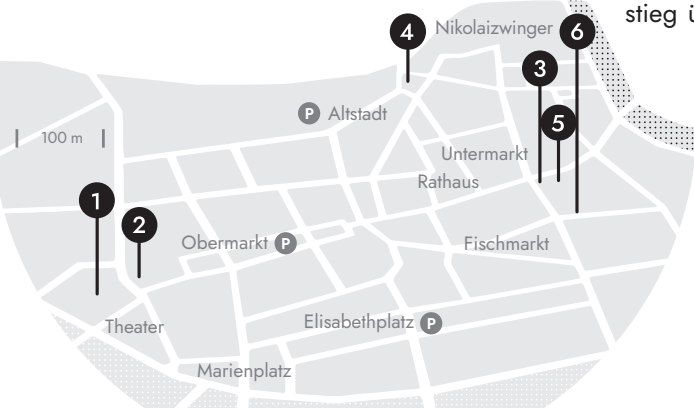 stieg ü
4
Nikolaizwinger
6
3
P Altstadt
5
100 m
Untermarkt
Rathaus
1
2
Obermarkt P
Fischmarkt
Elisabethplatz P
Theater
Marienplatz